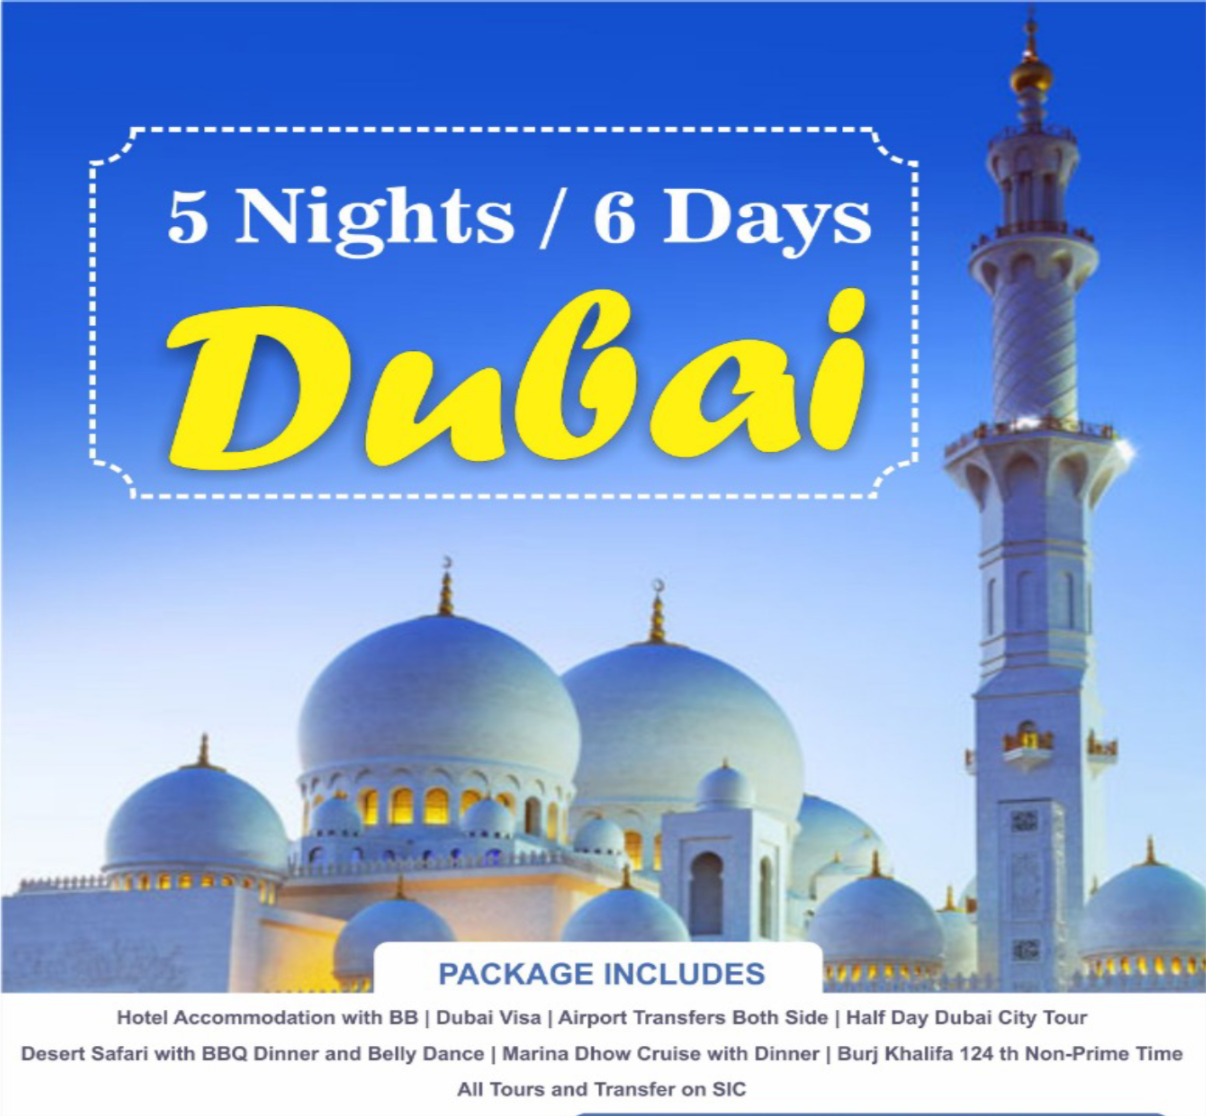 5 Nights / 6 Days
Dubai
PACKAGE INCLUDES
Hotel Accommodation with BB | Dubai Visa | Airport Transfers Both Side | Half Day Dubai City Tour
Desert Safari with BBQ Dinner and Belly Dance | Marina Dhow Cruise with Dinner | Burj Khalifa 124 th Non-Prime Time
All Tours and Transfer on SIC